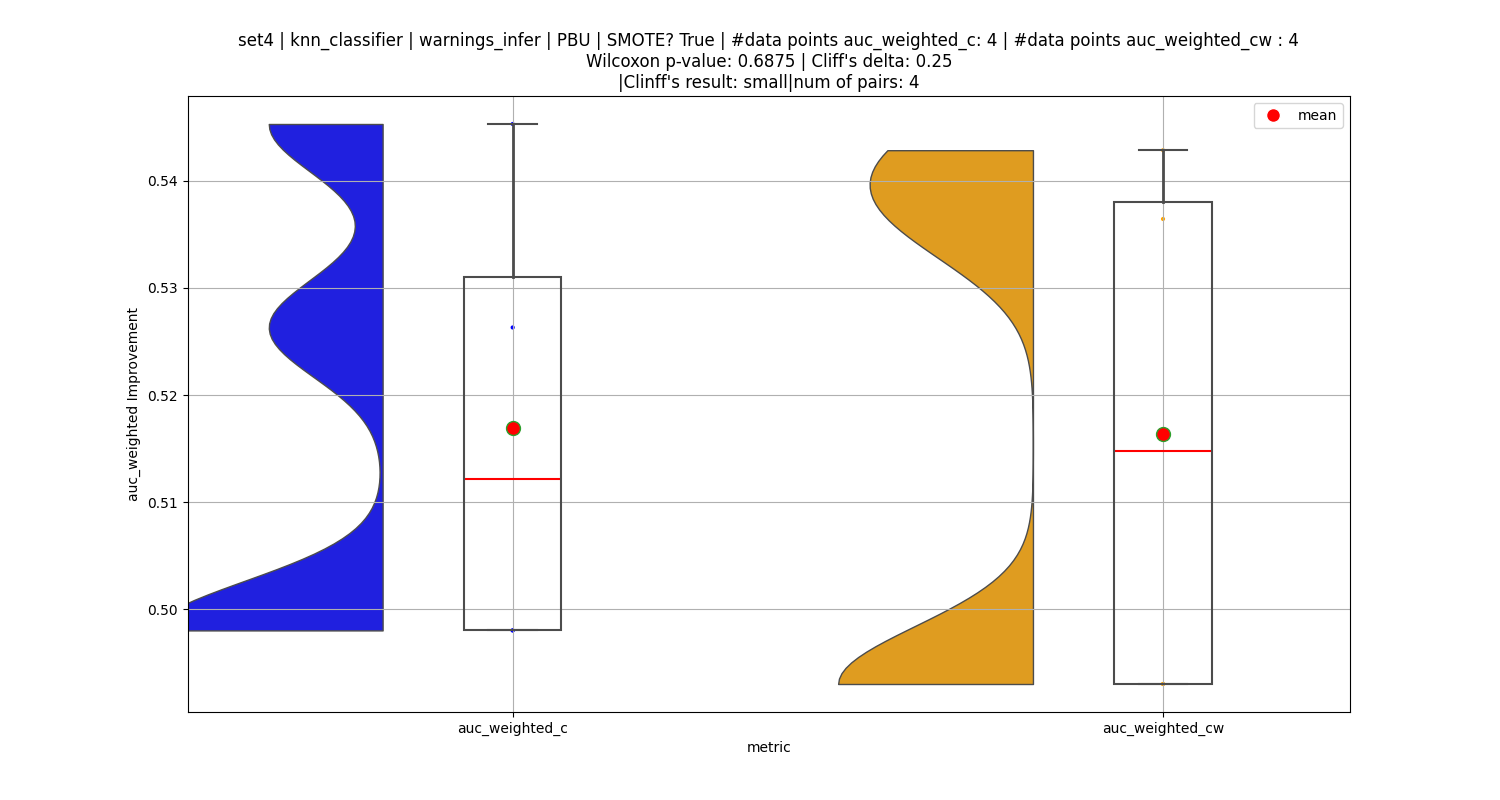 set4 | knn_classifier | warnings_infer | PBU | SMOTE? True | #data points auc_weighted_c: 4 | #data points auc_weighted_cw : 4
Wilcoxon p-value: 0.6875 | Cliff's delta: 0.25
|Clinff's result: small|num of pairs: 4
mean
auc_weighted Improvement
0.54
0.53
0.52
0.51
0.50
auc_weighted_c
auc_weighted_cw
metric